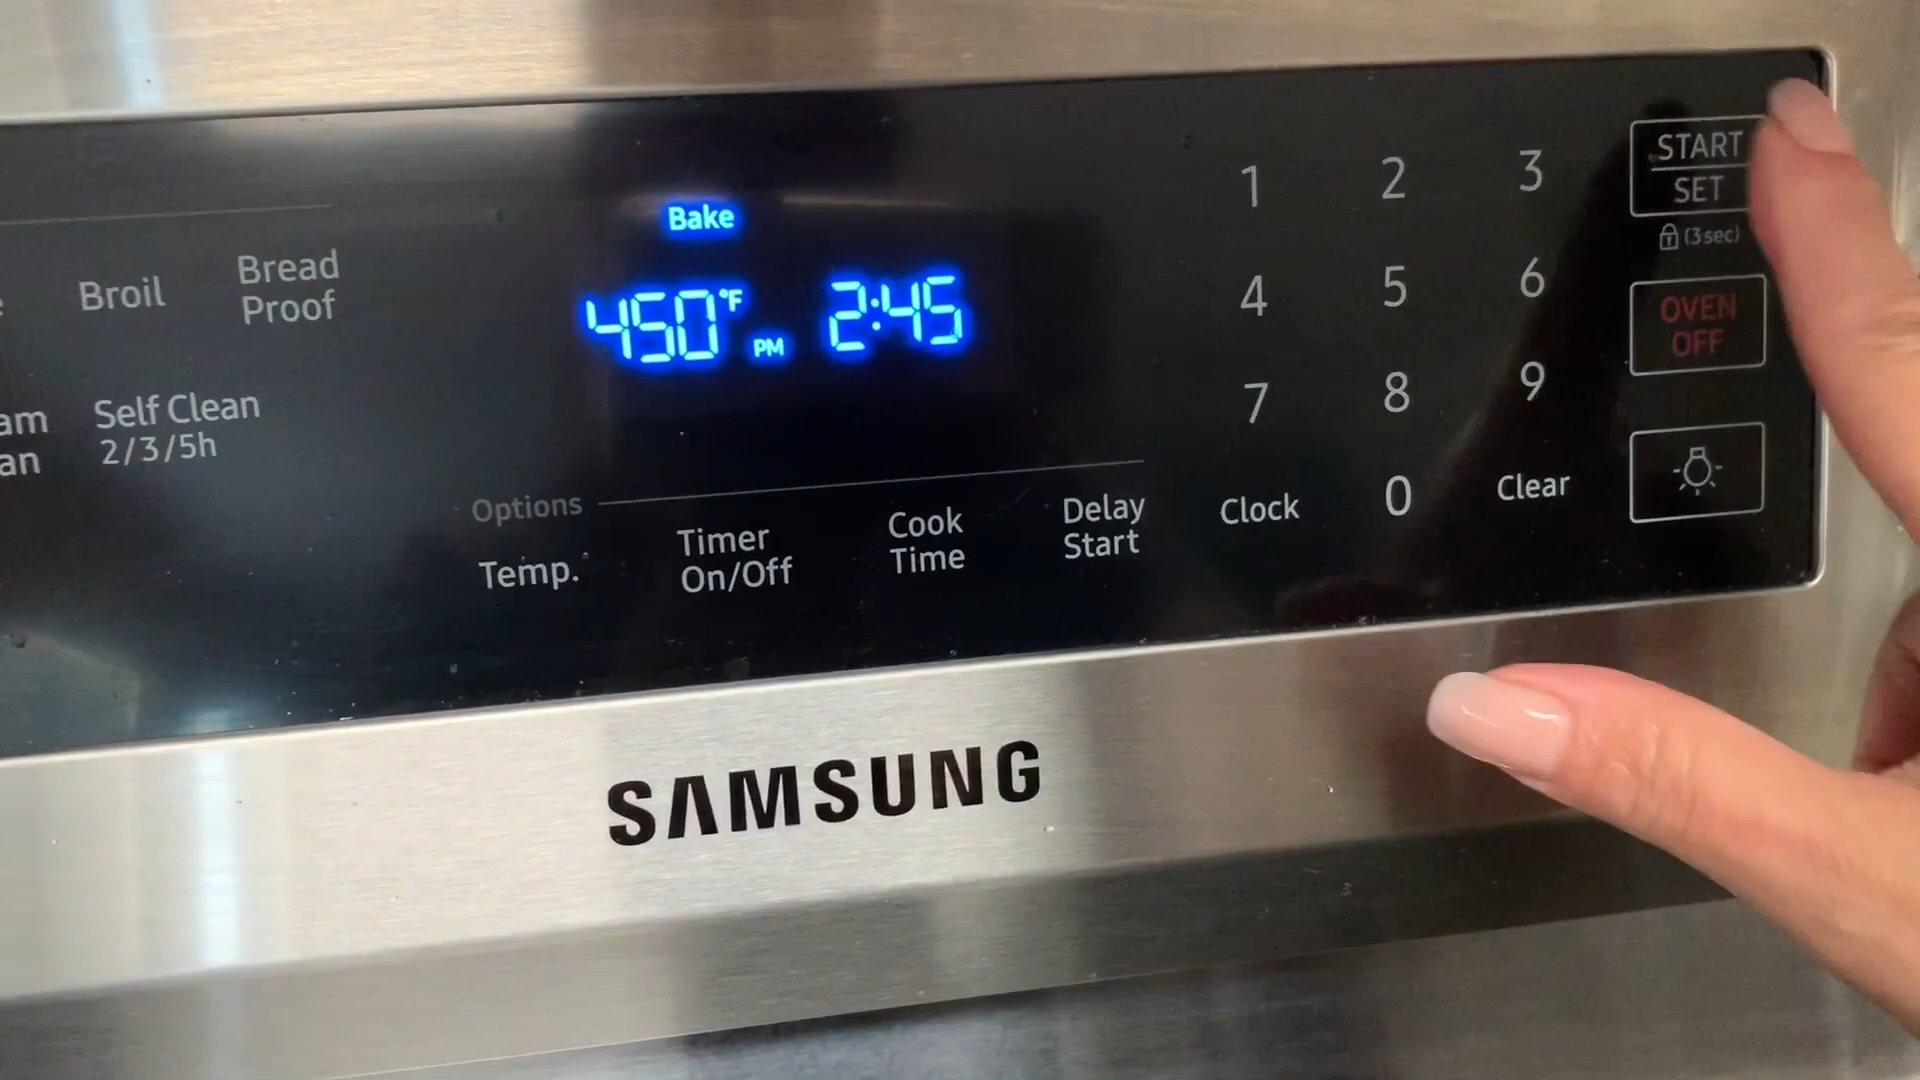 Bake
450°F PM 2:45
Broil
Bread
Proof
Self Clean
2/3/5h
am
an
Options
Temp.
Timer
On/Off
Cook
Time
Delay
Start
1 2 3
4 5 6
7 8 9
Clock 0 Clear
START
SET
(3sec)
OVEN
OFF
SAMSUNG